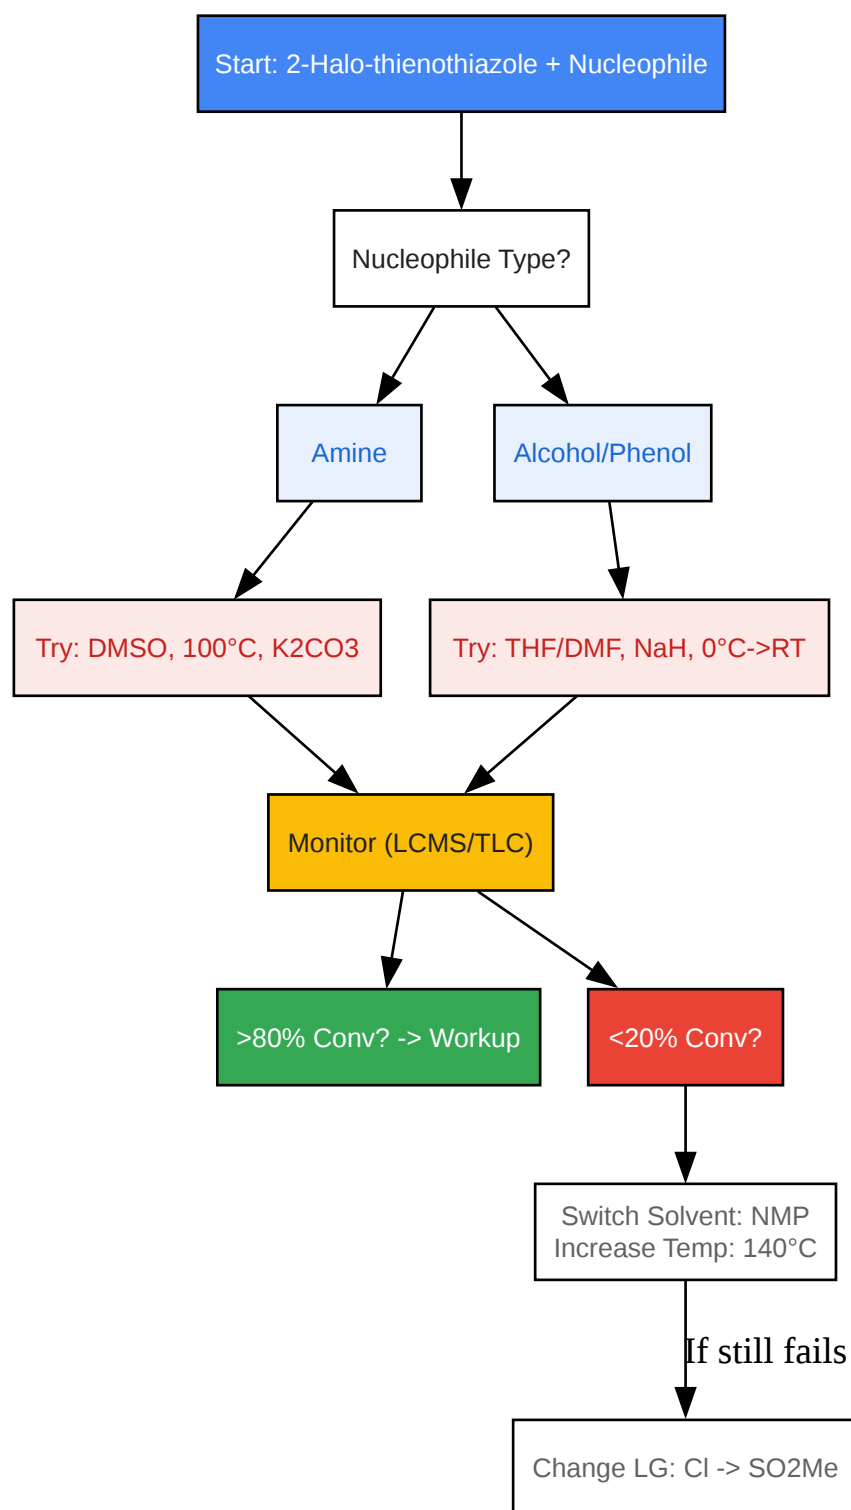 Start: 2-Halo-thienothiazole + Nucleophile
Nucleophile Type?
Amine
Alcohol/Phenol
Try: DMSO, 100°C, K2CO3
Try: THF/DMF, NaH, 0°C->RT
Monitor (LCMS/TLC)
>80% Conv? -> Workup
<20% Conv?
Switch Solvent: NMP
Increase Temp: 140°C
If still fails
Change LG: Cl -> SO2Me